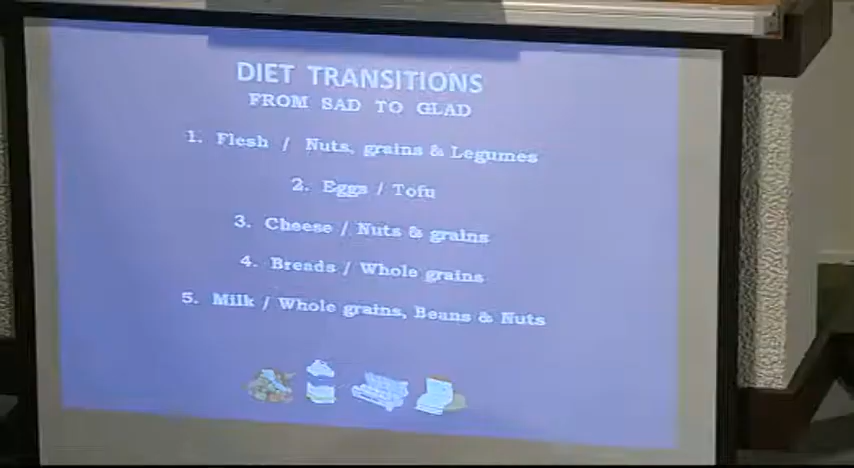 DIET TRANSITIONS
FROM SAD TO GLAD
1. Flesh / Nuts, grains & Legumes
2. Eggs / Tofu
3. Cheese / Nuts & grains
4. Breads / Whole grains
5. Milk / Whole grains, Beans & Nuts